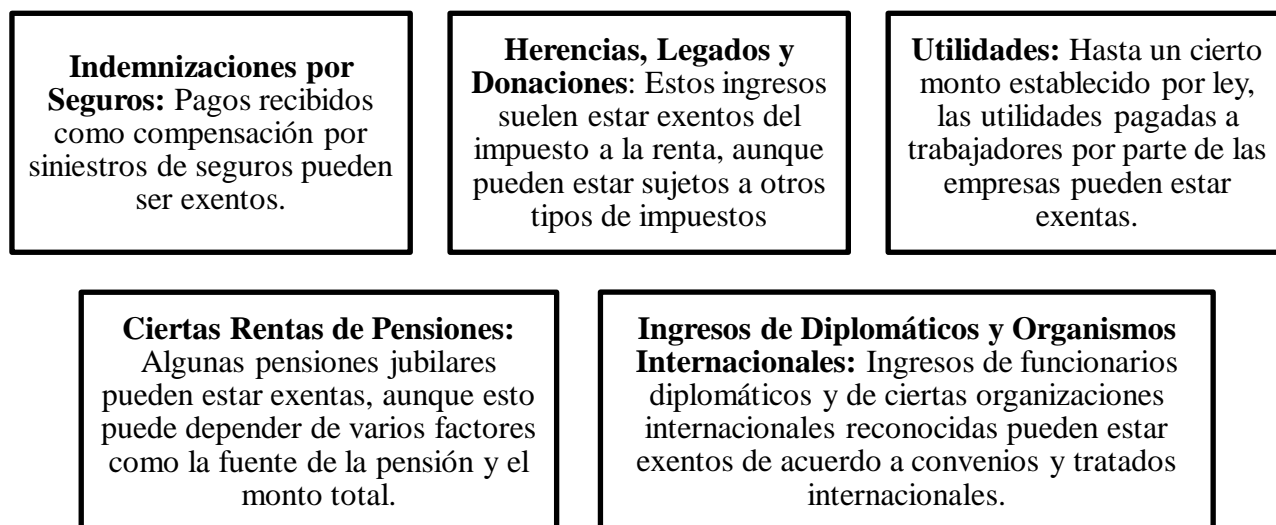 Indemnizaciones por
Seguros: Pagos recibidos
como compensación por
siniestros de seguros pueden
ser exentos.
Herencias, Legados y
Donaciones: Estos ingresos
suelen estar exentos del
impuesto a la renta, aunque
pueden estar sujetos a otros
tipos de impuestos
Utilidades: Hasta un cierto
monto establecido por ley,
las utilidades pagadas a
trabajadores por parte de las
empresas pueden estar
exentas.
Ciertas Rentas de Pensiones:
Algunas pensiones jubilares
pueden estar exentas, aunque esto
puede depender de varios factores
como la fuente de la pensión y el
monto total.
Ingresos de Diplomáticos y Organismos
Internacionales: Ingresos de funcionarios
diplomáticos y de ciertas organizaciones
internacionales reconocidas pueden estar
exentos de acuerdo a convenios y tratados
internacionales.